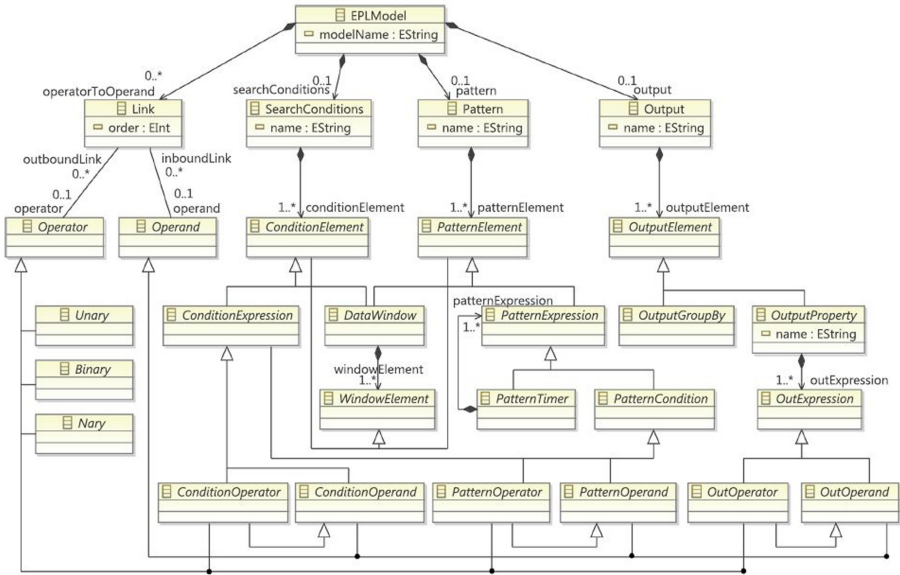 EPLModel
modelName : EString
0..*
operatorToOperand
0..1
searchConditions
0..1
pattern
0..1
output
Link
order : EInt
SearchConditions
name : EString
Pattern
name : EString
Output
name : EString
outboundLink
0..*
inboundLink
0..*
0..1
operator
0..1
operand
1..* conditionElement
1..* patternElement
1..* outputElement
Operator
Operand
ConditionElement
PatternElement
OutputElement
patternExpression
1..*
Unary
ConditionExpression
DataWindow
PatternExpression
OutputGroupBy
OutputProperty
name : EString
Binary
windowElement
1..*
1..* outExpression
Nary
WindowElement
PatternTimer
PatternCondition
OutExpression
ConditionOperator
ConditionOperand
PatternOperator
PatternOperand
OutOperator
OutOperand